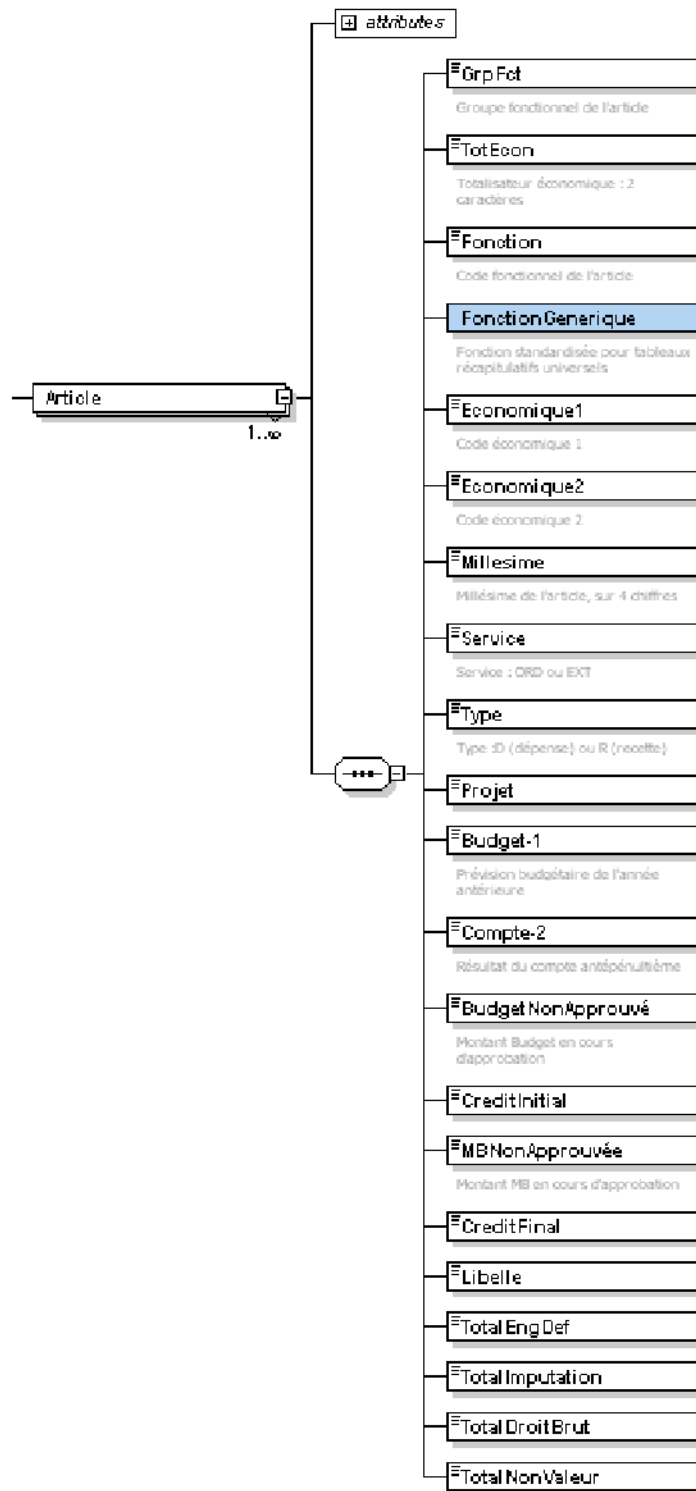 attributes
GrpFct
Groupe fonctionnel de l'article
TotEcon
Totalisateur économique : 2
caractères
Fonction
Code fonctionnel de l'article
FonctionGenerique
Fonction standardisée pour tableaux
récapitulatifs universels
Article
1..∞
Economique1
Code économique 1
Economique2
Code économique 2
Millesime
Millésime de l'article, sur 4 chiffres
Service
Service : ORD ou EXT
Type
Type :D (dépense) ou R (recette)
Projet
Budget-1
Prévision budgétaire de l'année
antérieure
Compte-2
Résultat du compte antépénultième
BudgetNonApprouvé
Montant Budget en cours
d'approbation
CreditInitial
MBNonApprouvée
Montant MB en cours d'approbation
CreditFinal
Libelle
TotalEngDef
TotalImputation
TotalDroitBrut
TotalNonValeur